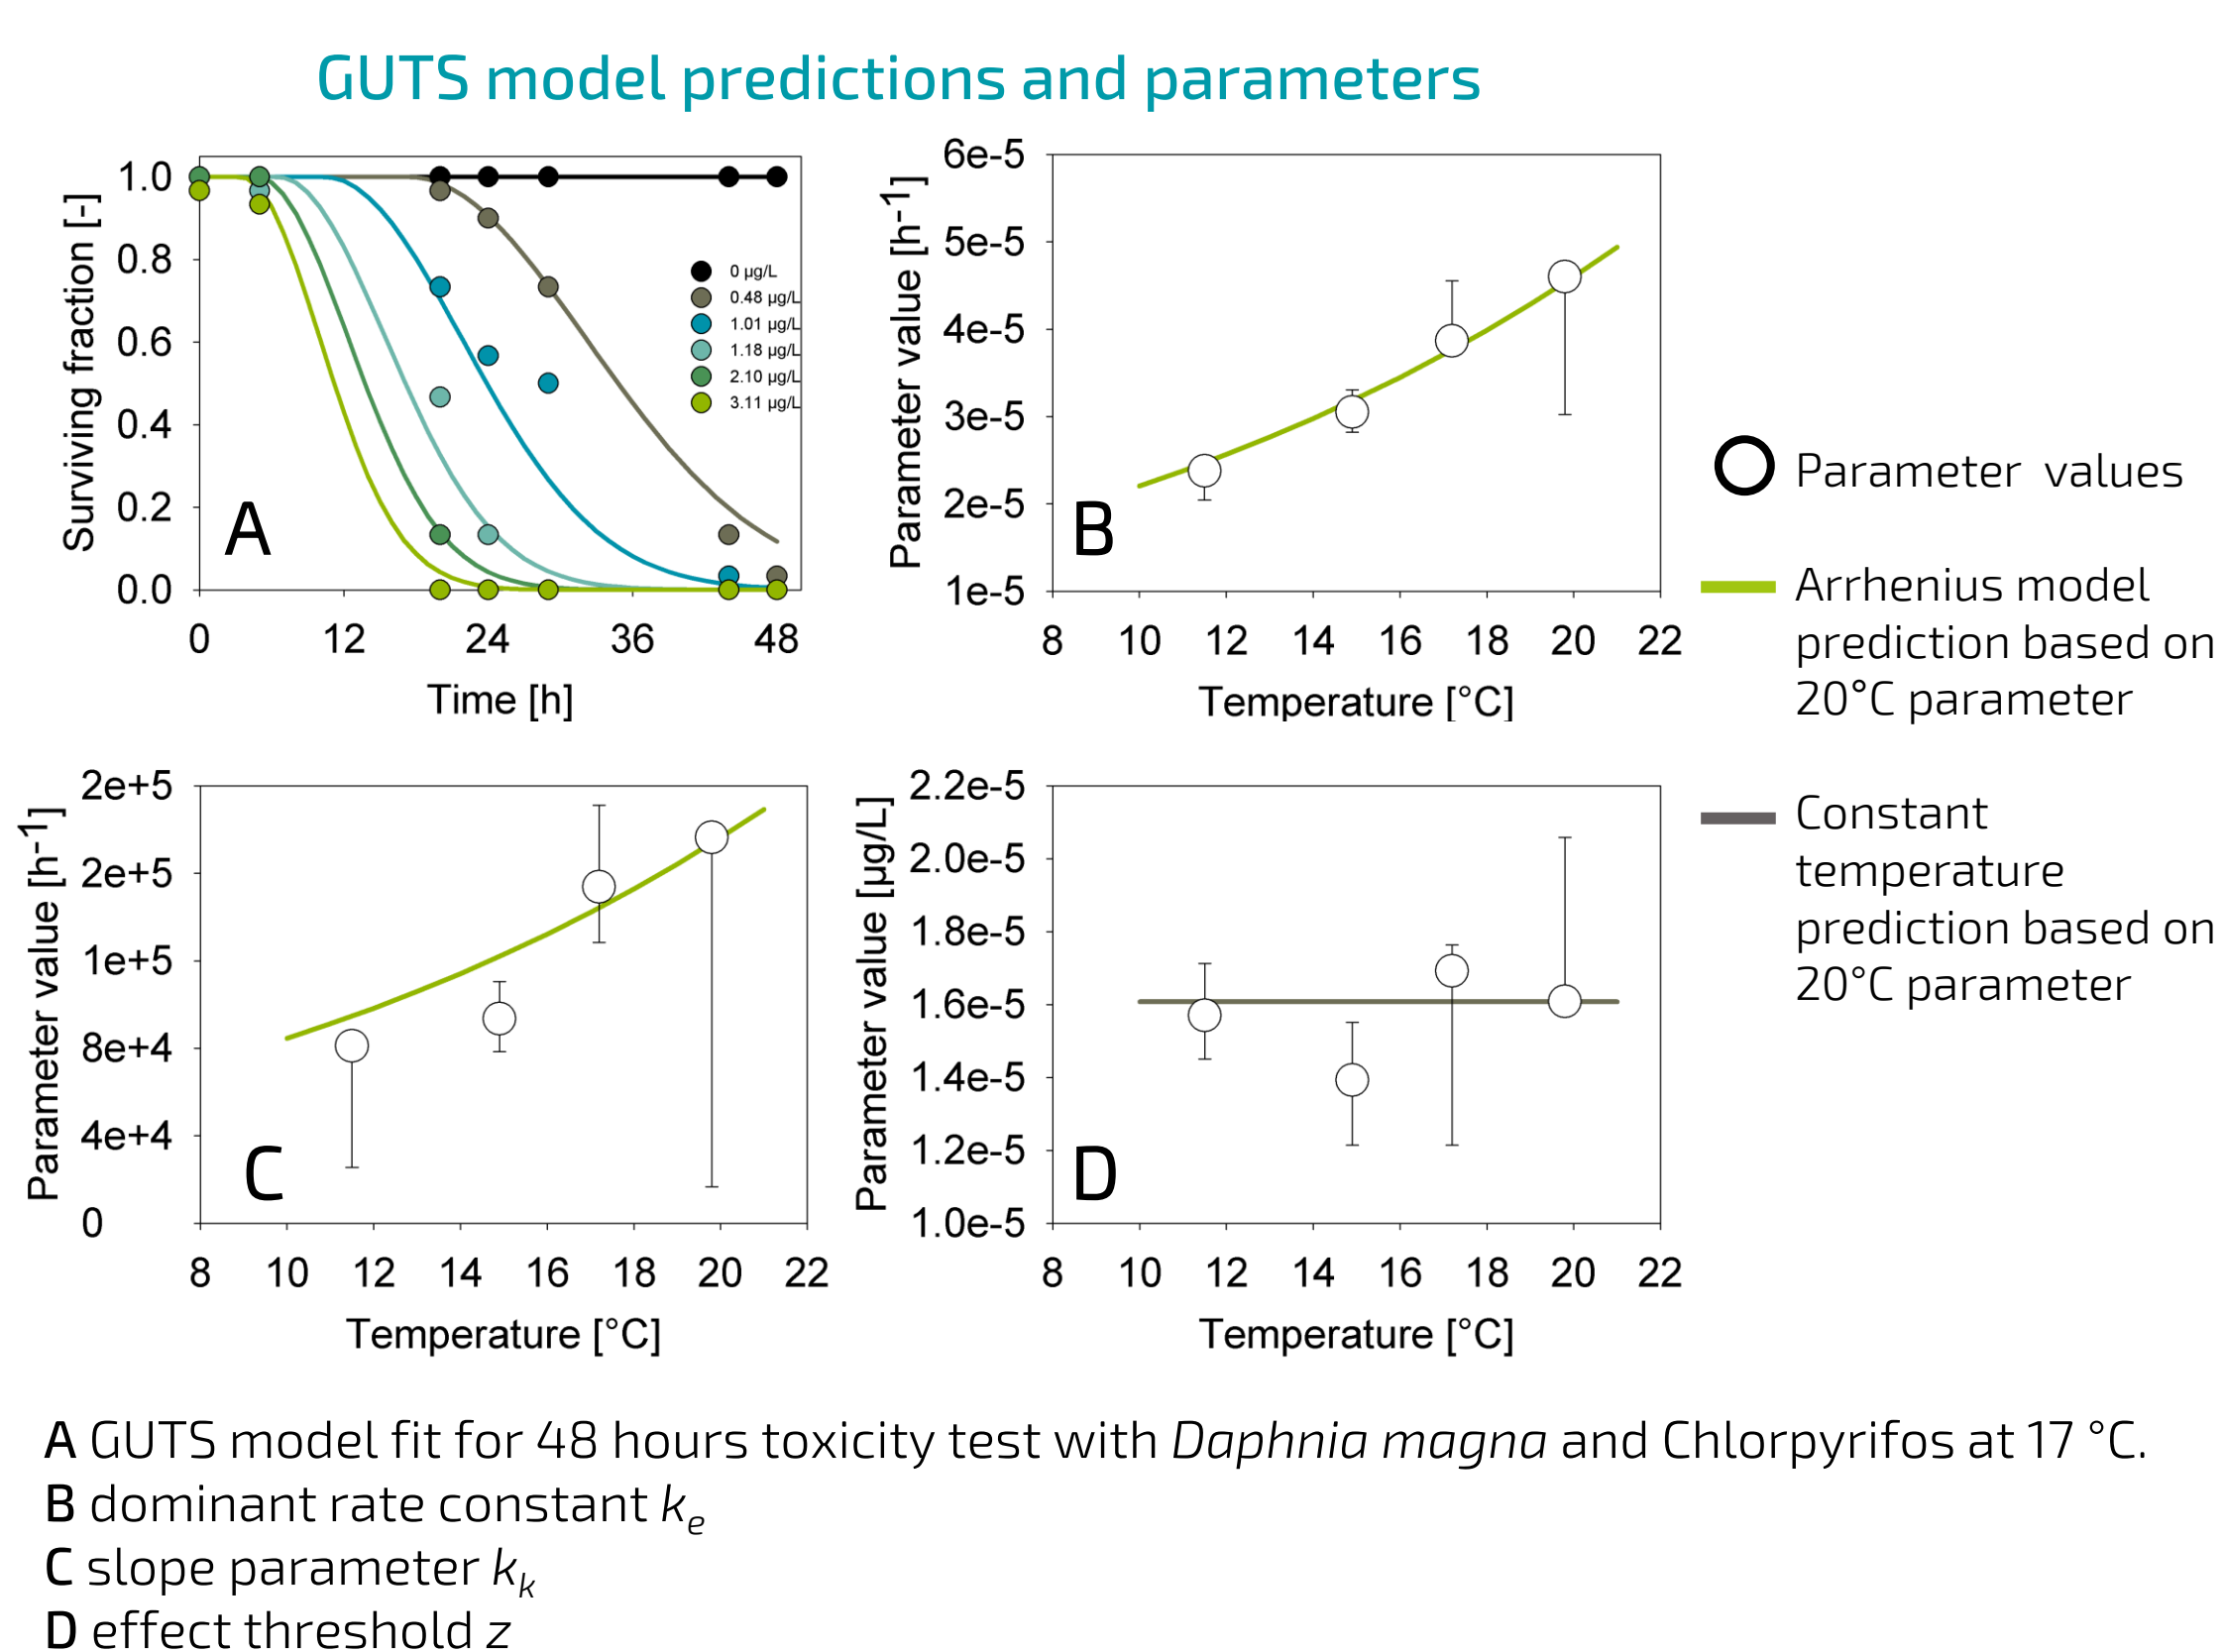 GUTS model predictions and parameters
Surviving fraction [-]
1.0
0.8
0.6
0.4
0.2
0.0
A
0 µg/L
0.48 µg/L
1.01 µg/L
1.18 µg/L
2.10 µg/L
3.11 µg/L
0 12 24 36 48
Time [h]
Parameter value [h-1]
6e-5
5e-5
4e-5
3e-5
2e-5
1e-5
B
8 10 12 14 16 18 20 22
Temperature [°C]
Parameter values
Arrhenius model
prediction based on
20°C parameter
Constant
temperature
prediction based on
20°C parameter
Parameter value [h-1]
2e+5
2e+5
1e+5
8e+4
4e+4
0
C
8 10 12 14 16 18 20 22
Temperature [°C]
Parameter value [µg/L]
2.2e-5
2.0e-5
1.8e-5
1.6e-5
1.4e-5
1.2e-5
1.0e-5
D
8 10 12 14 16 18 20 22
Temperature [°C]
A GUTS model fit for 48 hours toxicity test with Daphnia magna and Chlorpyrifos at 17 °C.
B dominant rate constant ke
C slope parameter kk
D effect threshold z